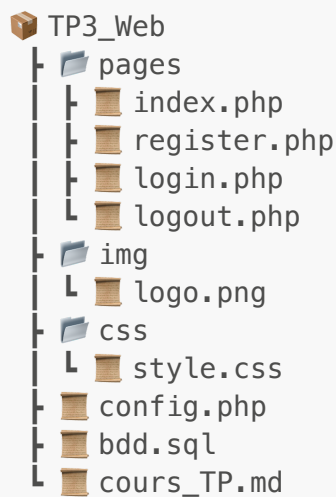 TP3_Web
pages
index.php
register.php
login.php
logout.php
img
logo.png
css
style.css
config.php
bdd.sql
cours_TP.md